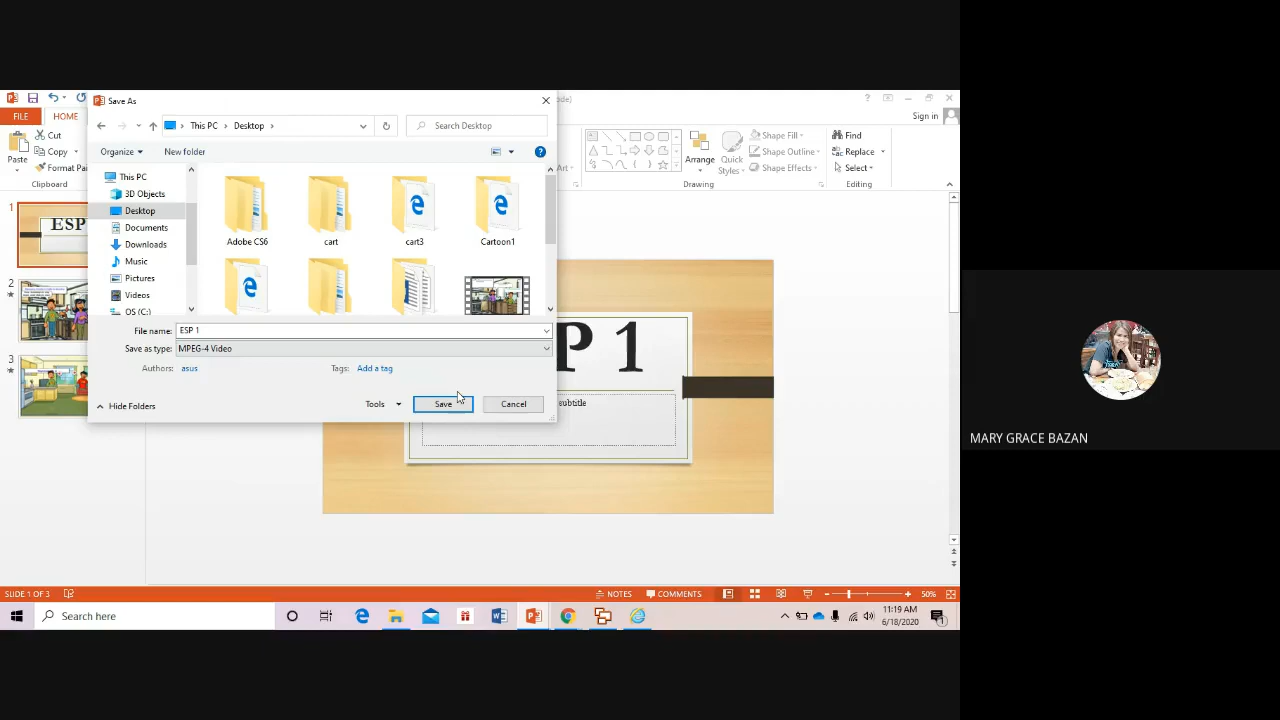 Save As
This PC
Desktop
Search Desktop
Organize
New folder
This PC
3D Objects
Desktop
Documents
Downloads
Music
Pictures
Videos
OS (C:)
Adobe CS6
cart
cart3
Cartoon1
File name:
ESP 1
Save as type:
MPEG-4 Video
Authors:
asus
Tags:
Add a tag
Hide Folders
Tools
Save
Cancel
Sign in
FILE
HOME
Cut
Copy
Format Pa
Paste
Clipboard
Arrange
Quick
Styles
Shape Fill
Shape Outline
Shape Effects
Drawing
Find
Replace
Select
Editing
1
ESP
2
3
P 1
subtitle
SLIDE 1 OF 3
NOTES
COMMENTS
50%
Search here
11:19 AM
6/18/2020
MARY GRACE BAZAN